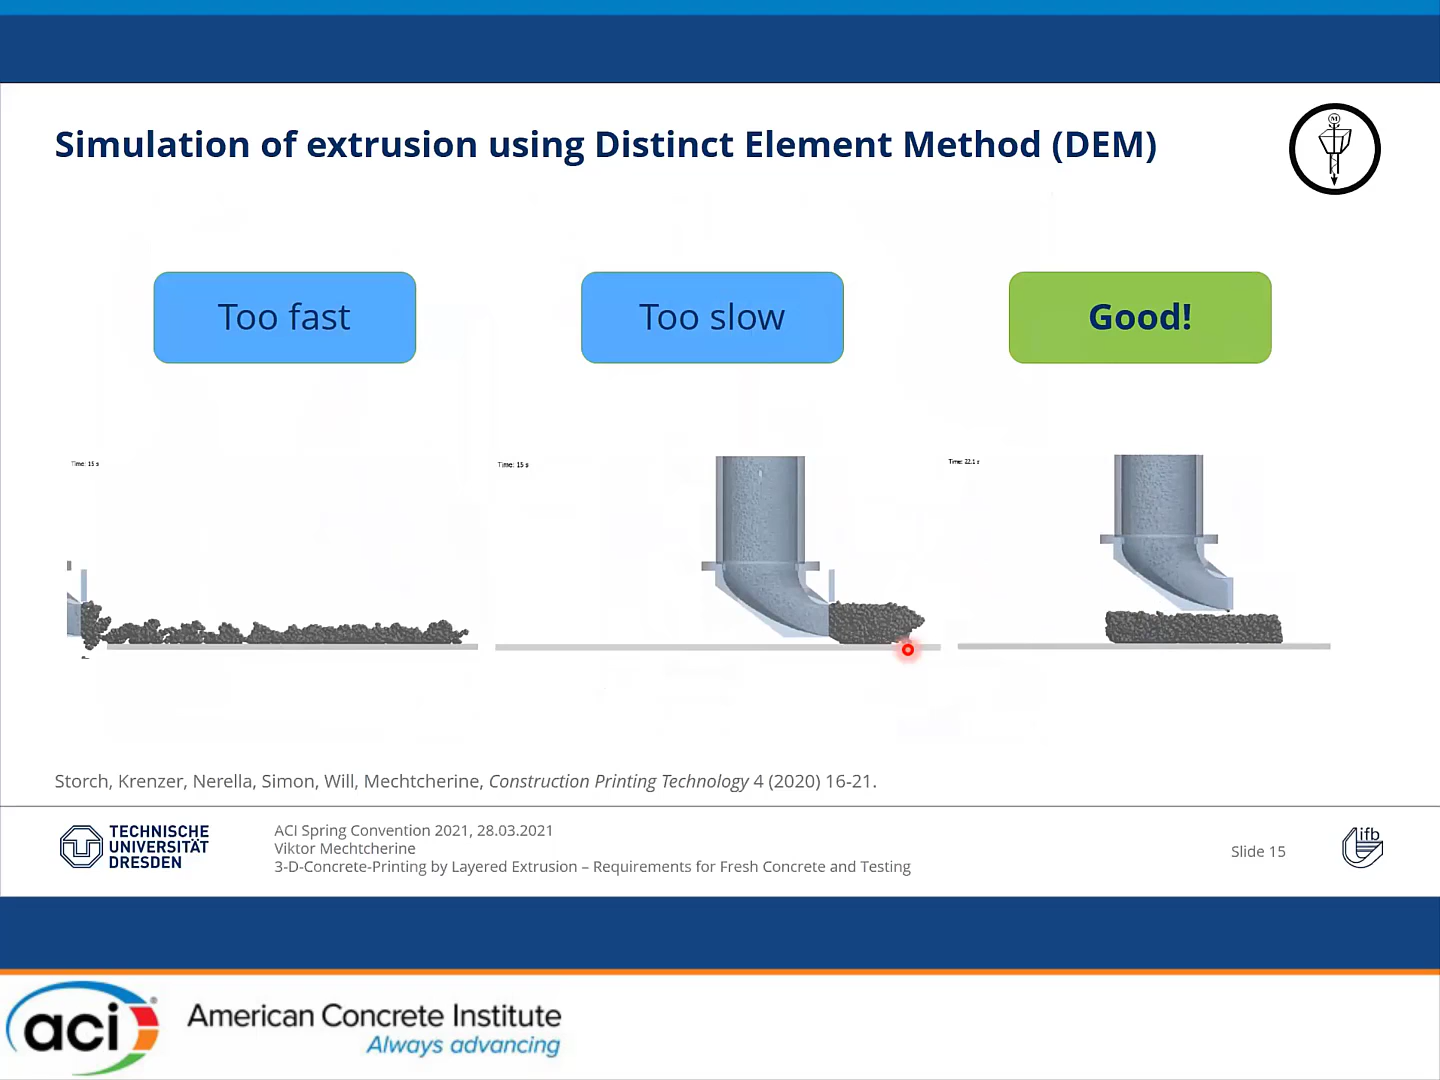 Simulation of extrusion using Distinct Element Method (DEM)
M
Too fast
Too slow
Good!
Time: 15 s
Time: 15 s
Time: 22.1 s
Storch, Krenzer, Nerella, Simon, Will, Mechtcherine, Construction Printing Technology 4 (2020) 16-21.
TECHNISCHE
UNIVERSITÄT
DRESDEN
ACI Spring Convention 2021, 28.03.2021
Viktor Mechtcherine
3-D-Concrete-Printing by Layered Extrusion – Requirements for Fresh Concrete and Testing
Slide 15
ifb
aci
American Concrete Institute
Always advancing